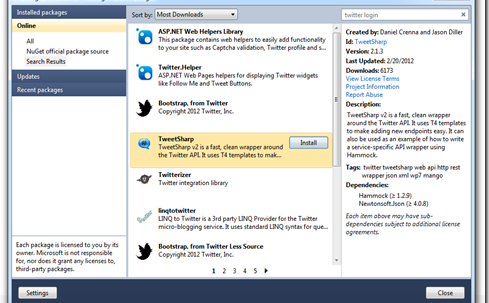 Installed packages
Online
All
NuGet official package source
Search Results
Updates
Recent packages
Each package is licensed to you by its
owner. Microsoft is not responsible
for, nor does it grant any licenses to,
third-party packages.
Settings
Sort by: Most Downloads
ASP.NET Web Helpers Library
This package contains web helpers to easily add functionality
to your site such as Captcha validation, Twitter profile and s...
Twitter.Helper
ASP.NET Web Pages helpers for displaying Twitter widgets
like Follow Me and Tweet Buttons.
Bootstrap, from Twitter
Copyright 2012 Twitter, Inc.
TweetSharp
TweetSharp v2 is a fast, clean wrapper
around the Twitter API. It uses T4
templates to mak...
Install
Twitterizer
Twitter integration library
linqtotwitter
LINQ to Twitter is a 3rd party LINQ Provider for the Twitter
micro-blogging service. It uses standard LINQ syntax for que...
Bootstrap, from Twitter Less Source
Copyright 2012 Twitter, Inc.
1 2 3 4 5
twitter login
Created by: Daniel Crenna and Jason Diller
Id: TweetSharp
Version: 2.1.3
Last Updated: 2/20/2012
Downloads: 6173
View License Terms
Project Information
Report Abuse
Description:
TweetSharp v2 is a fast, clean wrapper
around the Twitter API. It uses T4 templates
to make adding new endpoints easy. It can
also be used as an example of how to write
a service-specific API wrapper using
Hammock.
Tags: twitter tweetsharp web api http rest
wrapper json xml wp7 mango
Dependencies:
Hammock (≥ 1.2.9)
Newtonsoft.Json (≥ 4.0.8)
Each item above may have sub-
dependencies subject to additional license
agreements.
Close